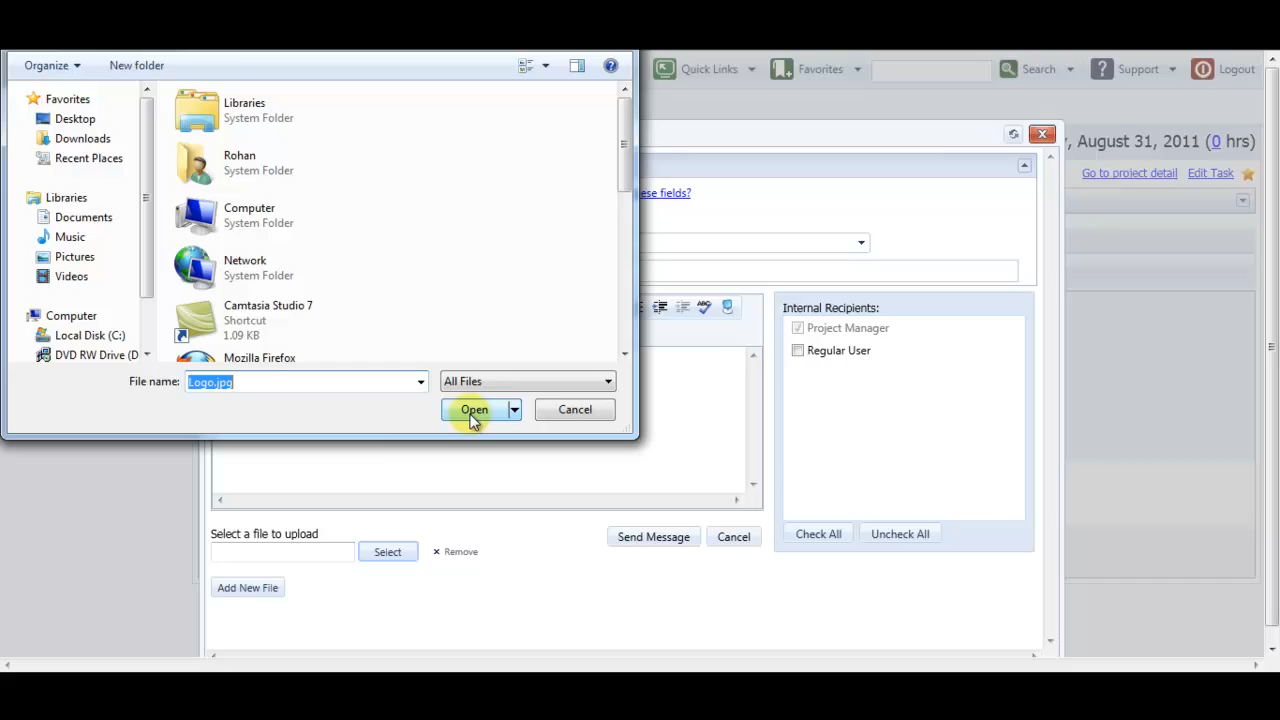 Organize
New folder
Quick Links
Favorites
Search
Support
Logout
Favorites
Desktop
Downloads
Recent Places
Libraries
Documents
Music
Pictures
Videos
Computer
Local Disk (C:)
DVD RW Drive (D
Libraries
System Folder
Rohan
System Folder
Computer
System Folder
Network
System Folder
Camtasia Studio 7
Shortcut
1.09 KB
Mozilla Firefox
File name:
Logo.jpg
All Files
Open
Cancel
, August 31, 2011 (0 hrs)
Go to project detail
Edit Task
ese fields?
ABC
Internal Recipients:
Project Manager
Regular User
Check All
Uncheck All
Select a file to upload
Send Message
Cancel
Select
× Remove
Add New File